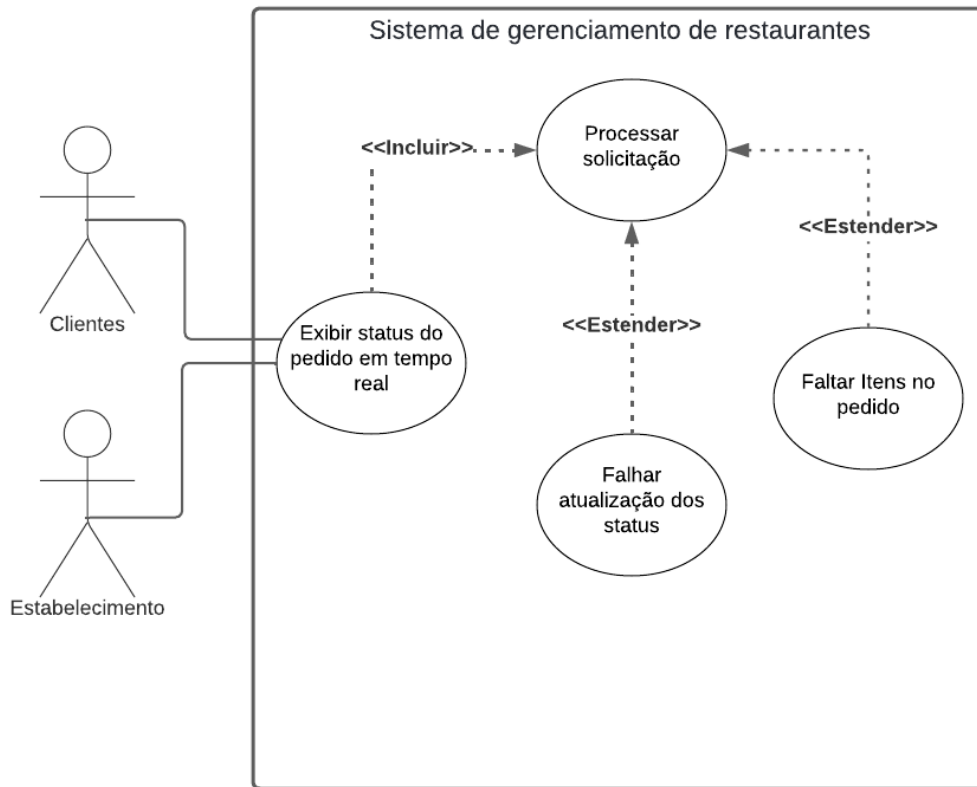 Sistema de gerenciamento de restaurantes
Processar
solicitação
<<Incluir>>
<<Estender>>
Clientes
Exibir status do
pedido em tempo
real
<<Estender>>
Faltar Itens no
pedido
Falhar
atualização dos
status
Estabelecimento